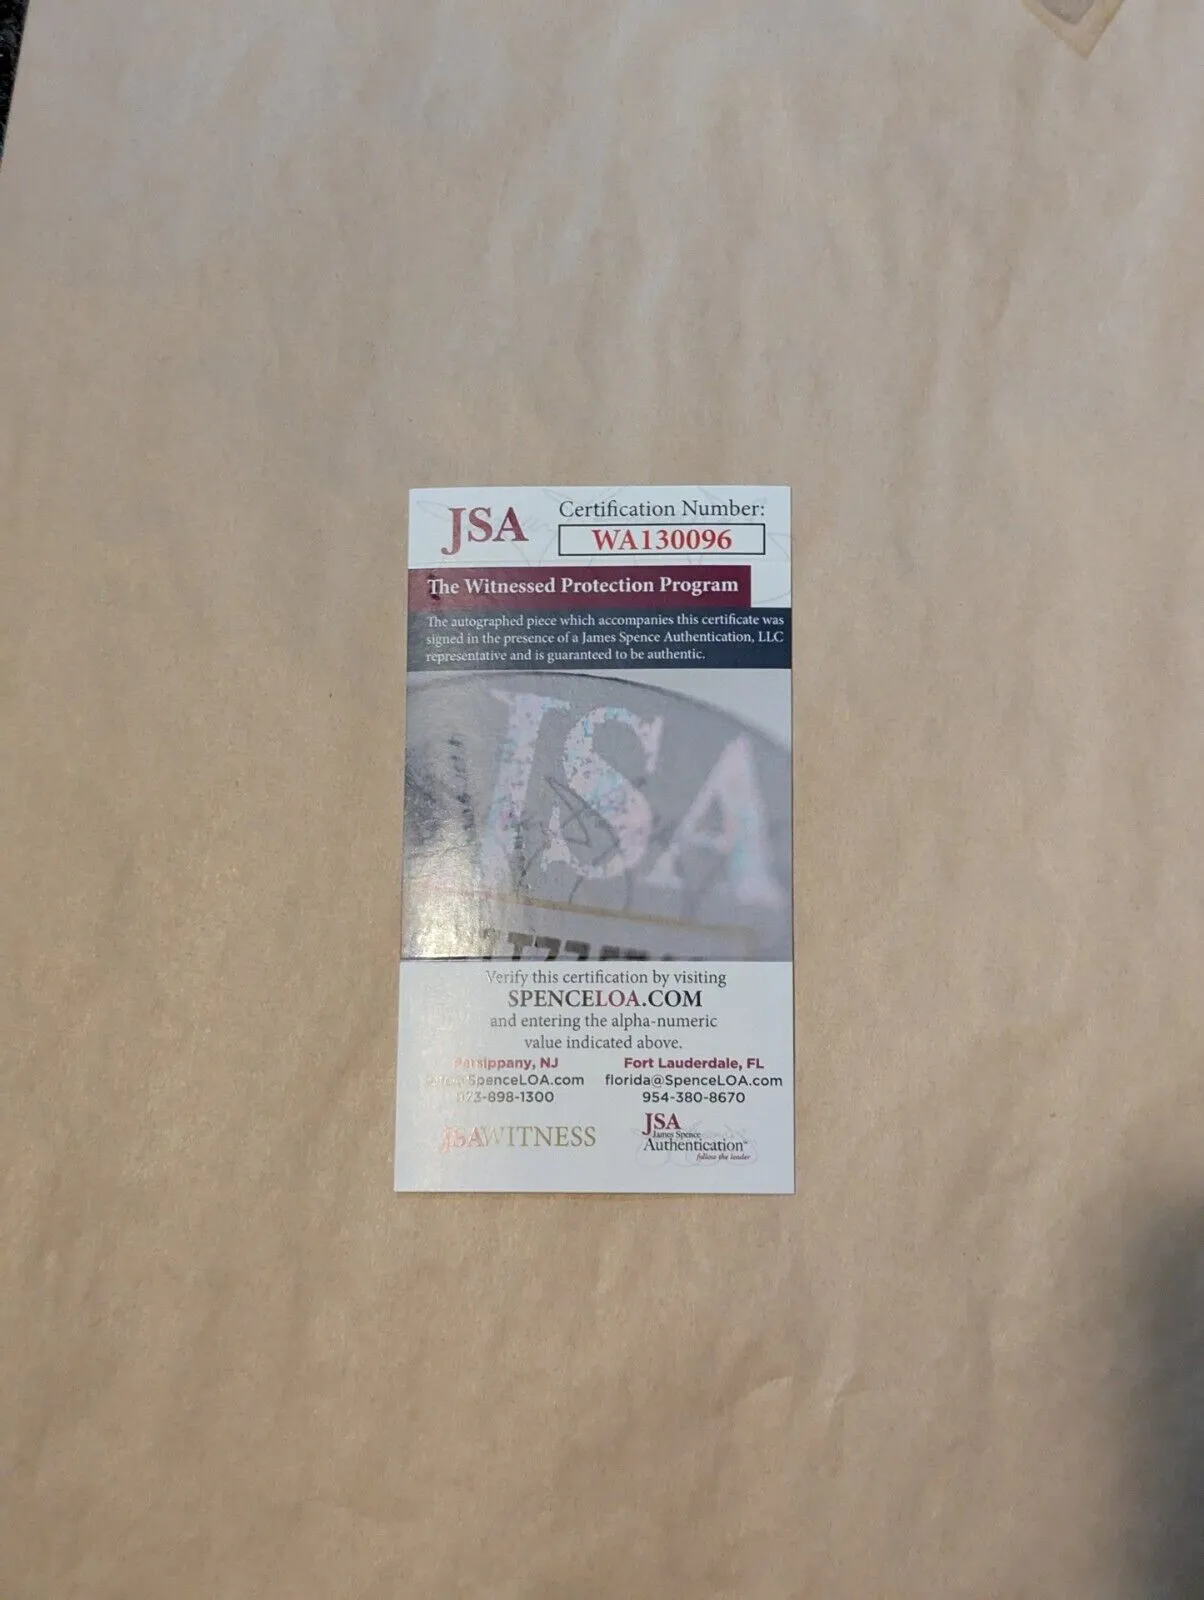 JSA
Certification Number:
WA130096
The Witnessed Protection Program
The autographed piece which accompanies this certificate was
signed in the presence of a James Spence Authentication, LLC
representative and is guaranteed to be authentic.
JSA
Verify this certification by visiting
SPENCELOA.COM
and entering the alpha-numeric
value indicated above.
Parsippany, NJ
Fort Lauderdale, FL
SpenceLOA.com
florida@SpenceLOA.com
973-898-1300
954-380-8670
JSAWITNESS
JSA
James Spence
Authentication
follow the leader